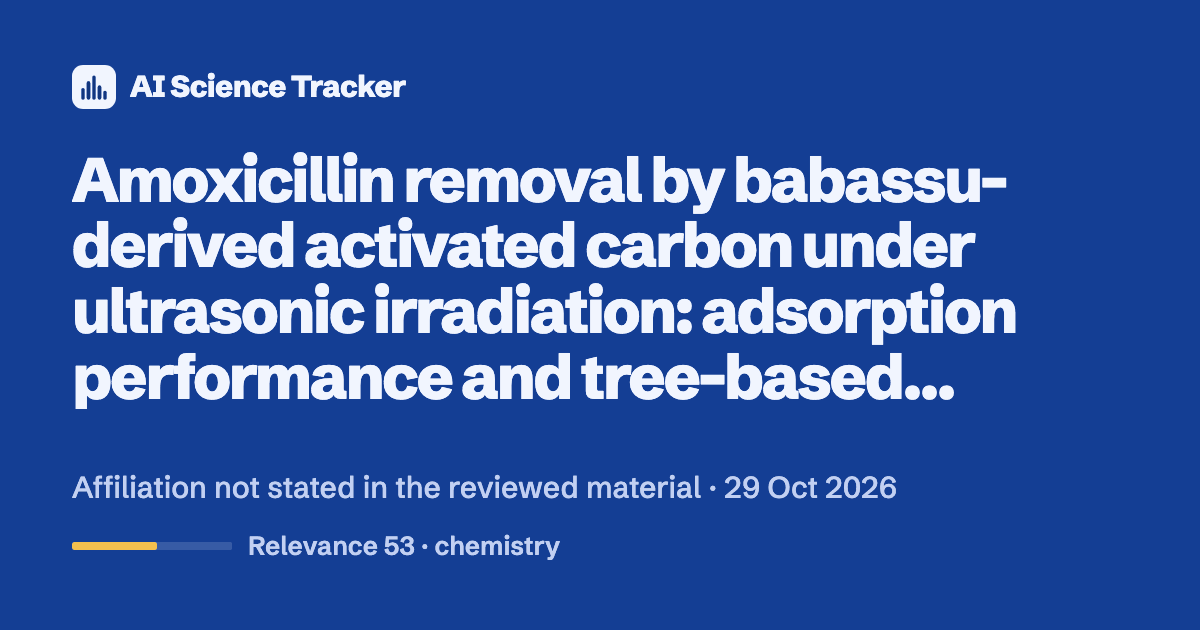 AI Science Tracker
Amoxicillin removal by babassu-
derived activated carbon under
ultrasonic irradiation: adsorption
performance and tree-based...
Affiliation not stated in the reviewed material · 29 Oct 2026
Relevance 53 · chemistry